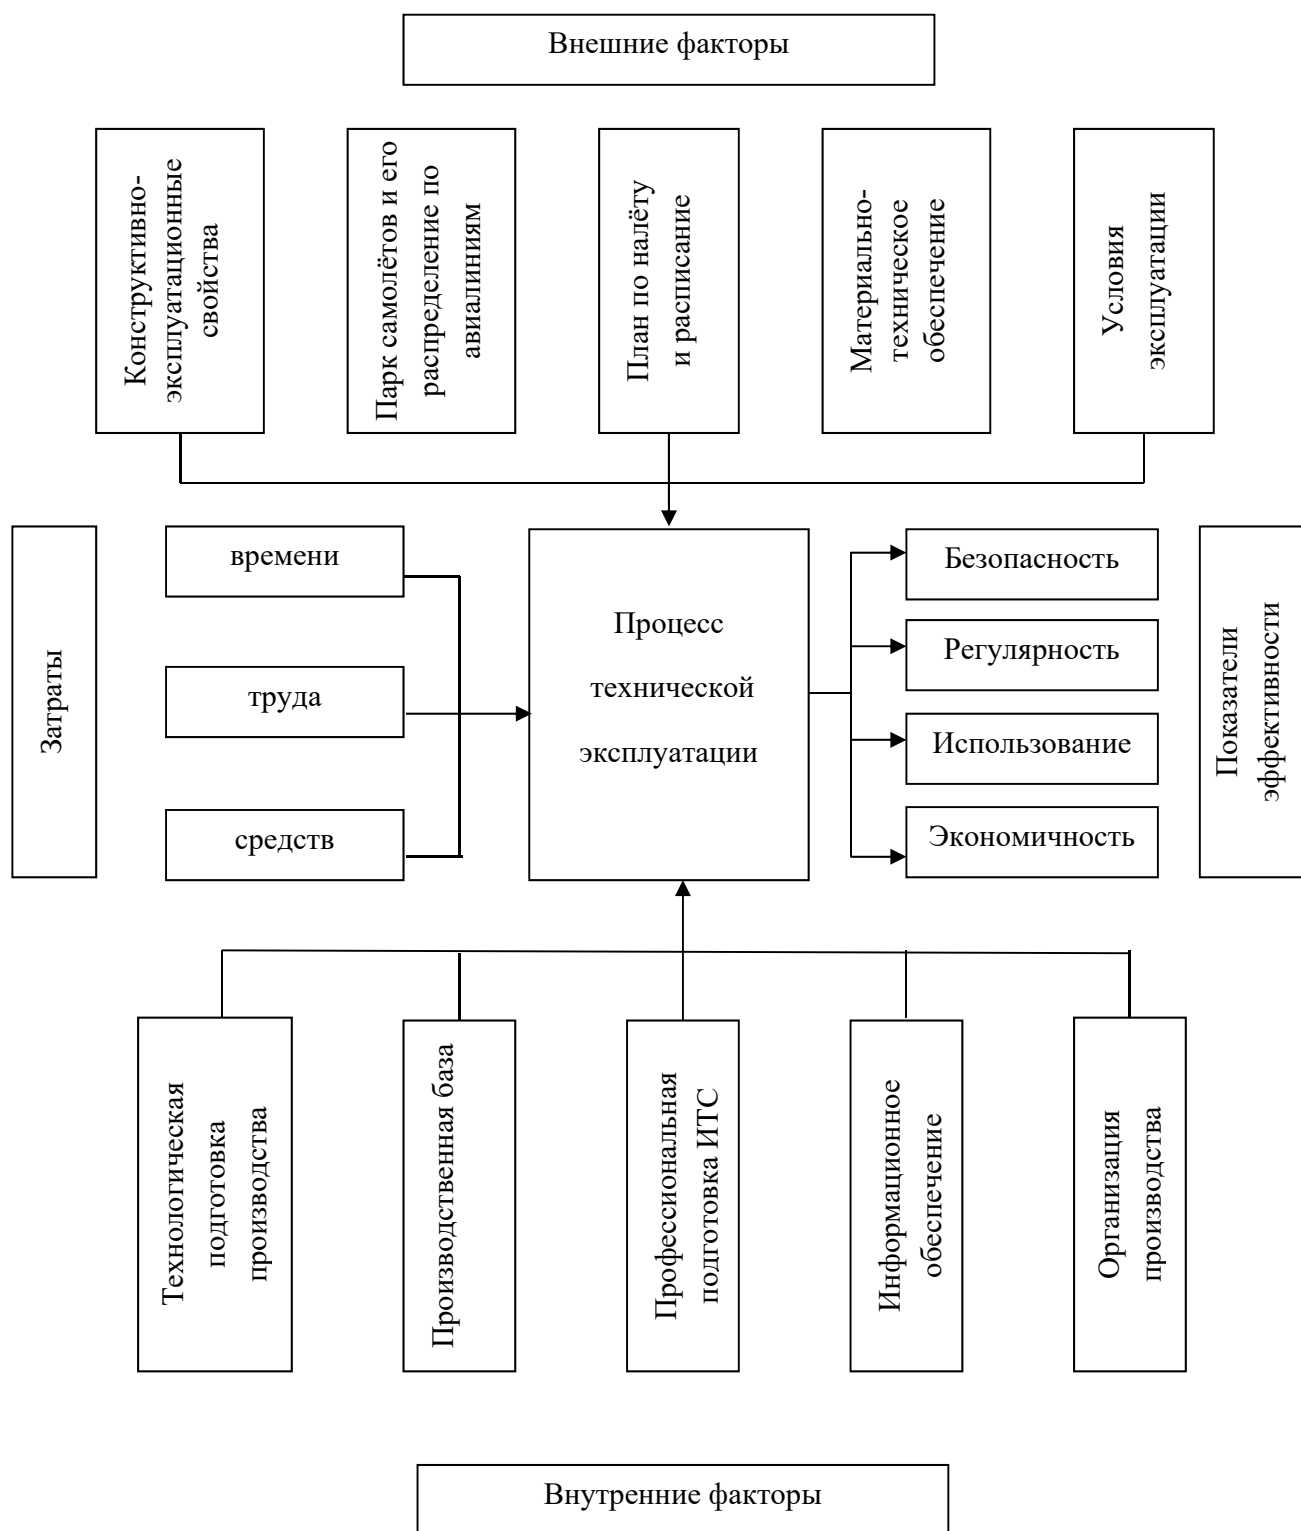 Внешние факторы
Конструктивно-
эксплуатационные
свойства
Парк самолётов и его
распределение по
авиалиниям
План по налёту
и расписание
Материально-
техническое
обеспечение
Условия
эксплуатации
Затраты
времени
труда
средств
Процесс
технической
эксплуатации
Безопасность
Регулярность
Использование
Экономичность
Показатели
эффективности
Технологическая
подготовка
производства
Производственная база
Профессиональная
подготовка ИТС
Информационное
обеспечение
Организация
производства
Внутренние факторы